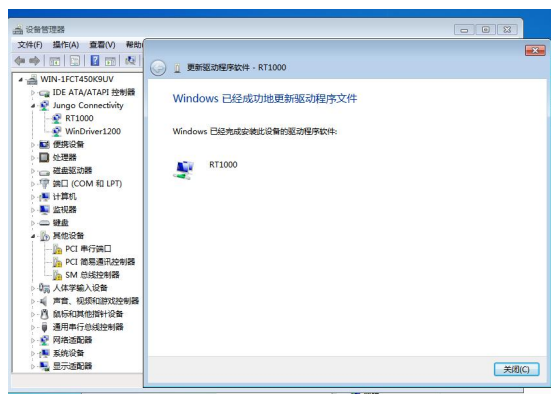 设备管理器
文件(F) 操作(A) 查看(V) 帮助
WIN-1FCT450K9UV
IDE ATA/ATAPI 控制器
Jungo Connectivity
RT1000
WinDriver1200
便携设备
处理器
磁盘驱动器
端口 (COM 和 LPT)
计算机
监视器
键盘
其他设备
PCI 串行端口
PCI 简易通讯控制器
SM 总线控制器
人体学输入设备
声音、视频和游戏控制器
鼠标和其他指针设备
通用串行总线控制器
网络适配器
系统设备
显示适配器
更新驱动程序软件 - RT1000
Windows 已经成功地更新驱动程序文件
Windows 已经完成安装此设备的驱动程序软件:
RT1000
关闭(C)